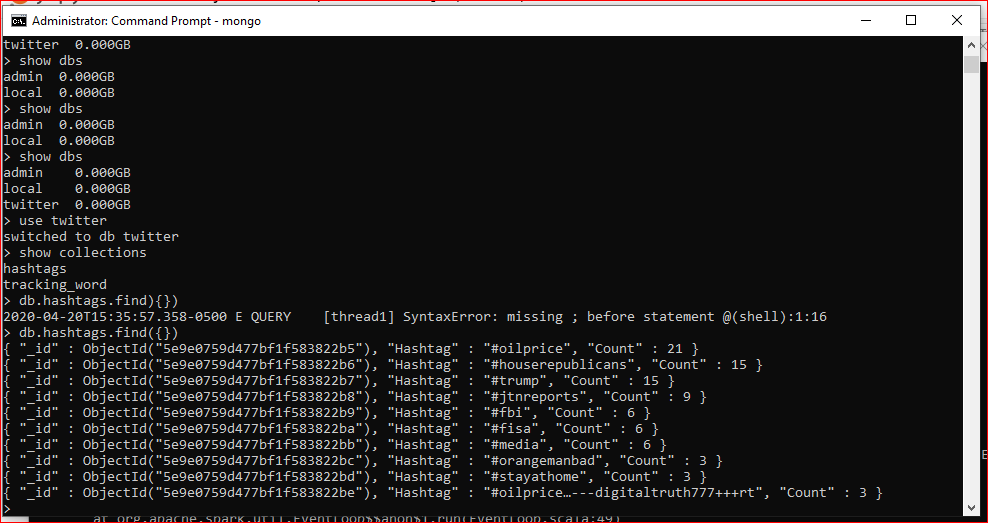 Administrator: Command Prompt - mongo
twitter  0.000GB
> show dbs
admin  0.000GB
local  0.000GB
> show dbs
admin  0.000GB
local  0.000GB
> show dbs
admin    0.000GB
local    0.000GB
twitter  0.000GB
> use twitter
switched to db twitter
> show collections
hashtags
tracking_word
> db.hashtags.find){})
2020-04-20T15:35:57.358-0500 E QUERY    [thread1] SyntaxError: missing ; before statement @(shell):1:16
> db.hashtags.find({})
{ "_id" : ObjectId("5e9e0759d477bf1f583822b5"), "Hashtag" : "#oilprice", "Count" : 21 }
{ "_id" : ObjectId("5e9e0759d477bf1f583822b6"), "Hashtag" : "#houserepublicans", "Count" : 15 }
{ "_id" : ObjectId("5e9e0759d477bf1f583822b7"), "Hashtag" : "#trump", "Count" : 15 }
{ "_id" : ObjectId("5e9e0759d477bf1f583822b8"), "Hashtag" : "#jtnreports", "Count" : 9 }
{ "_id" : ObjectId("5e9e0759d477bf1f583822b9"), "Hashtag" : "#fbi", "Count" : 6 }
{ "_id" : ObjectId("5e9e0759d477bf1f583822ba"), "Hashtag" : "#fisa", "Count" : 6 }
{ "_id" : ObjectId("5e9e0759d477bf1f583822bb"), "Hashtag" : "#media", "Count" : 6 }
{ "_id" : ObjectId("5e9e0759d477bf1f583822bc"), "Hashtag" : "#orangemanbad", "Count" : 3 }
{ "_id" : ObjectId("5e9e0759d477bf1f583822bd"), "Hashtag" : "#stayathome", "Count" : 3 }
{ "_id" : ObjectId("5e9e0759d477bf1f583822be"), "Hashtag" : "#oilprice…---digitaltruth777+++rt", "Count" : 3 }
>
at org.apache.spark.util.EventLoop$$anon$1.run(EventLoop.scala:49)